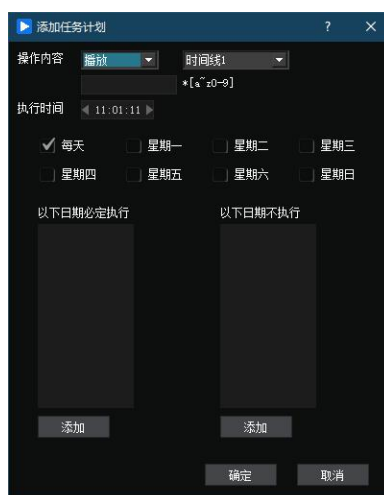 添加任务计划 ? ×
操作内容 播放 时间线1
*[a~z0-9]
执行时间 11:01:11
每天 星期一 星期二 星期三
星期四 星期五 星期六 星期日
以下日期必定执行 以下日期不执行
添加 添加
确定 取消